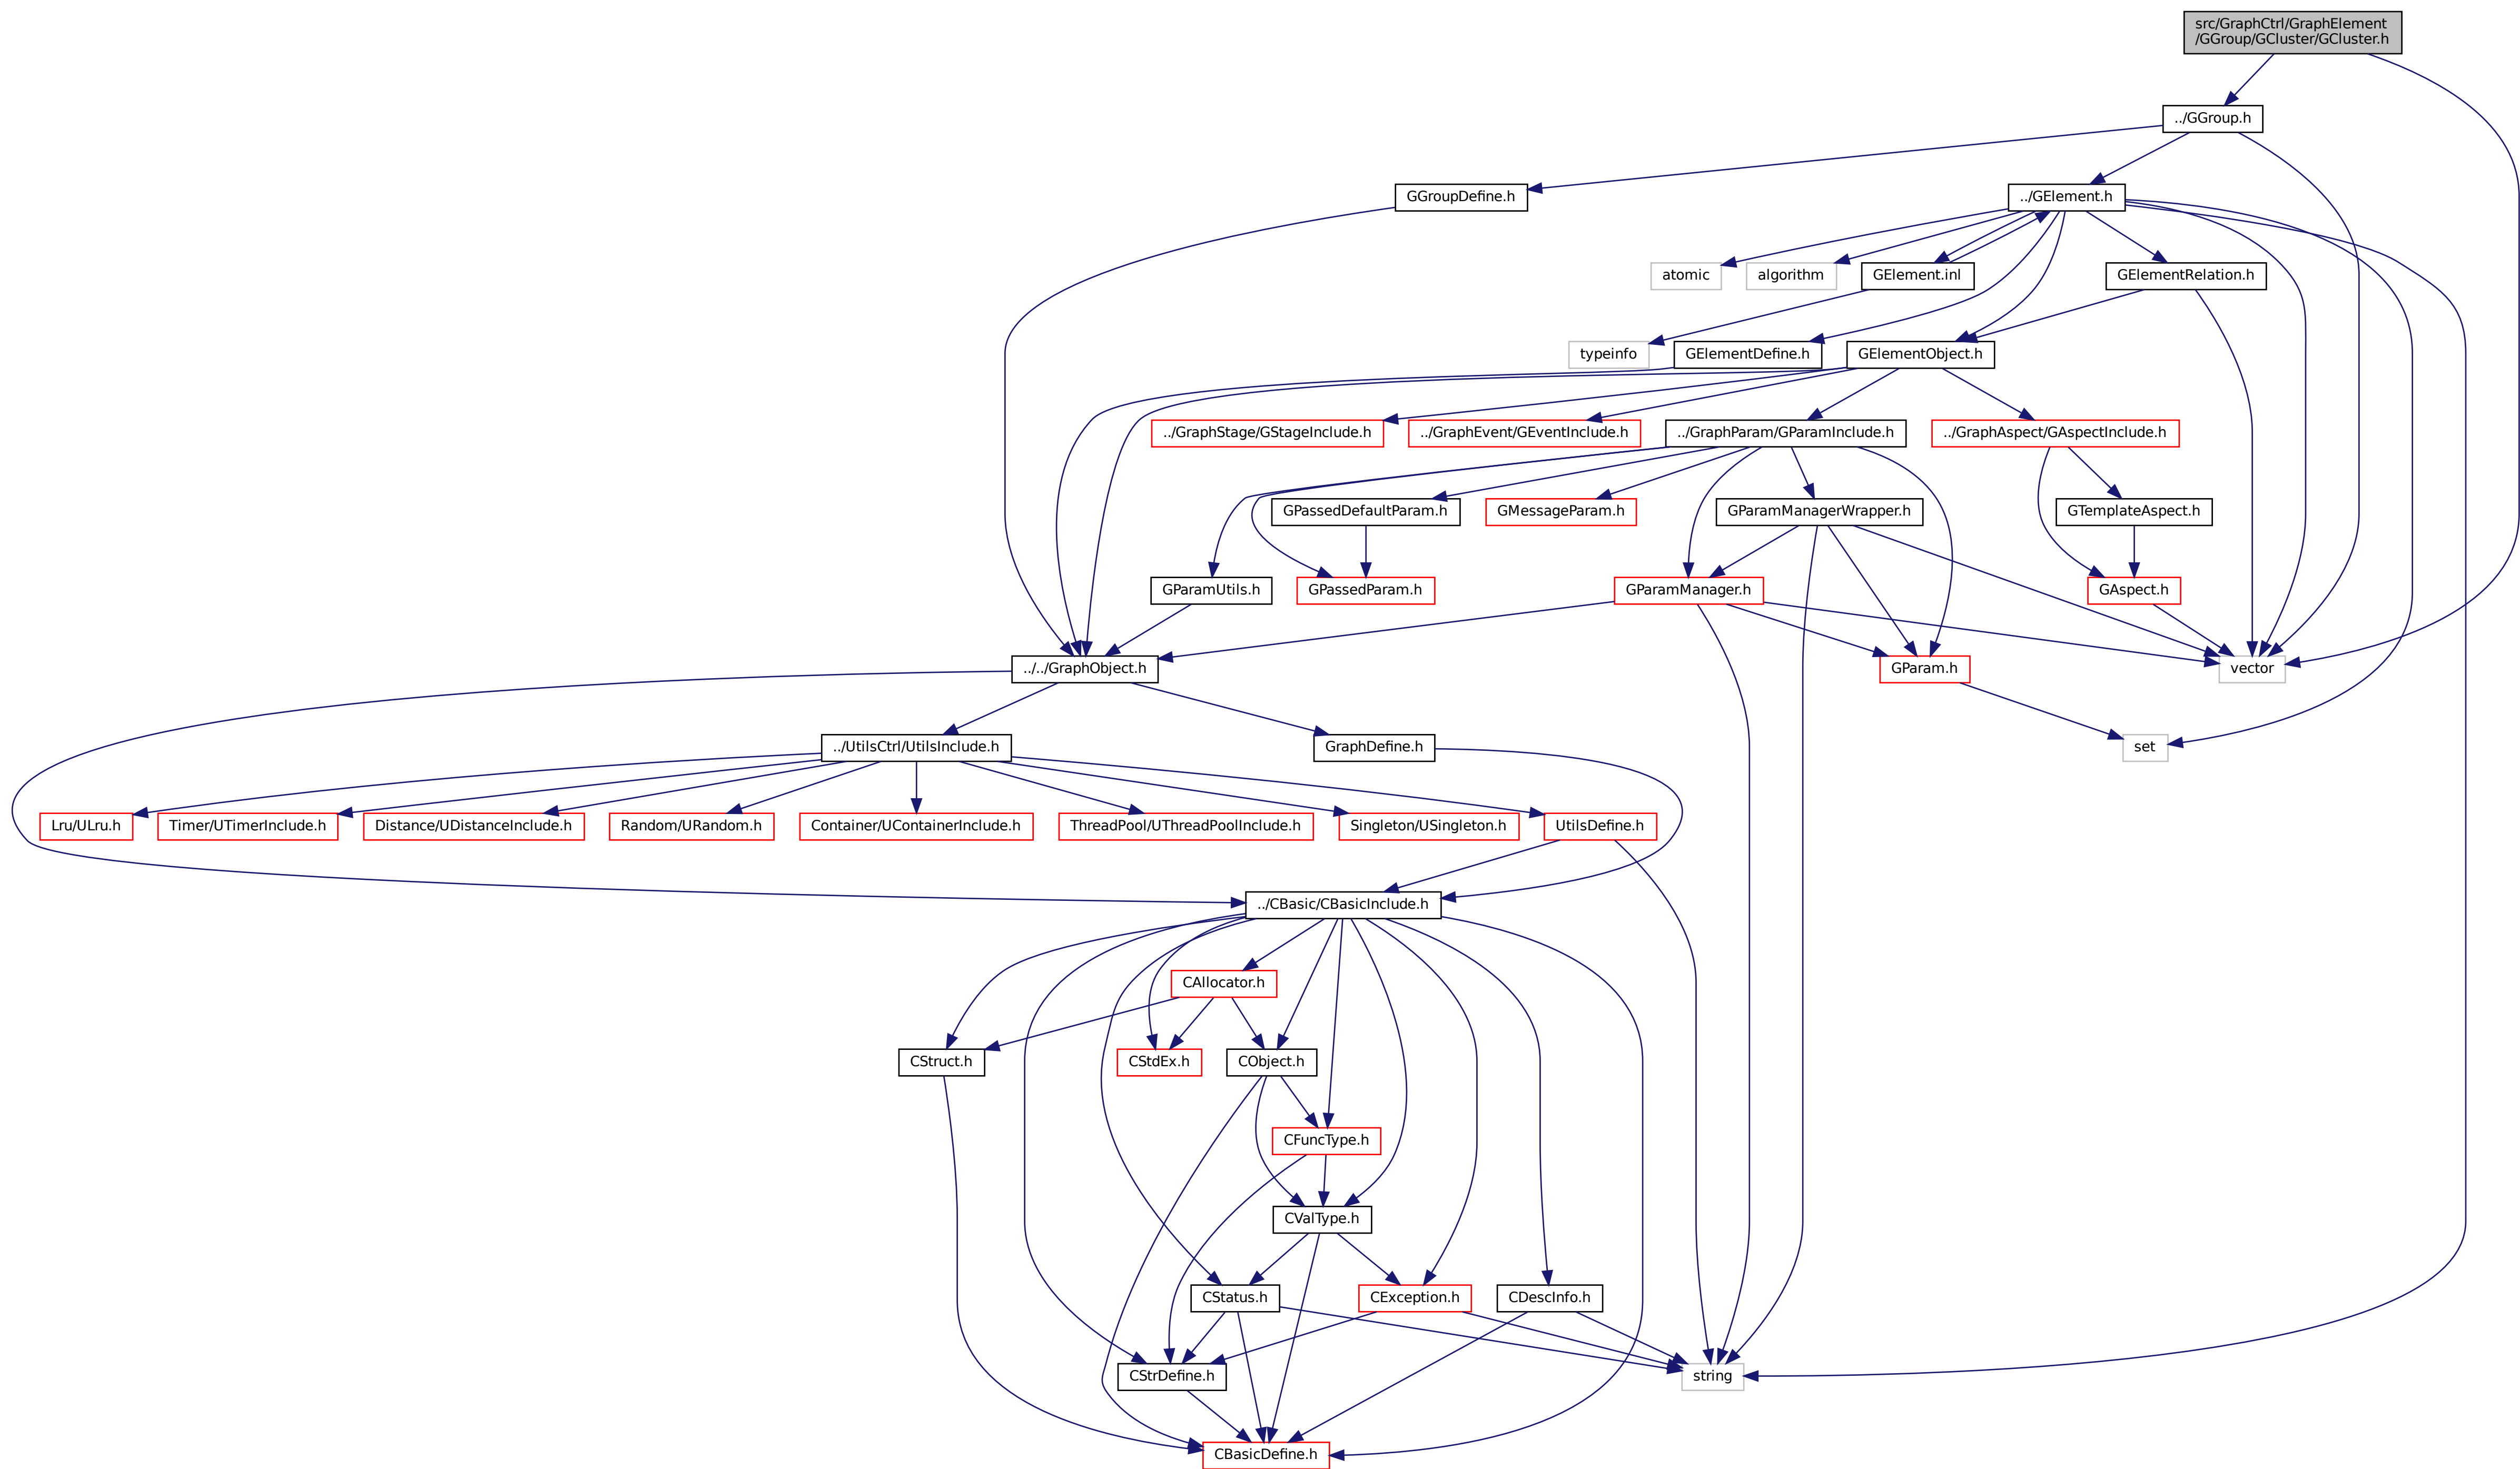 src/GraphCtrl/GraphElement
/GGroup/GCluster/GCluster.h
../GGroup.h
GGroupDefine.h
../GElement.h
atomic
algorithm
GElement.inl
GElementRelation.h
typeinfo
GElementDefine.h
GElementObject.h
../GraphStage/GStageInclude.h
../GraphEvent/GEventInclude.h
../GraphParam/GParamInclude.h
../GraphAspect/GAspectInclude.h
GPassedDefaultParam.h
GMessageParam.h
GParamManagerWrapper.h
GTemplateAspect.h
GParamUtils.h
GPassedParam.h
GParamManager.h
GAspect.h
../../GraphObject.h
GParam.h
vector
../UtilsCtrl/UtilsInclude.h
GraphDefine.h
set
Lru/ULru.h
Timer/UTimerInclude.h
Distance/UDistanceInclude.h
Random/URandom.h
Container/UContainerInclude.h
ThreadPool/UThreadPoolInclude.h
Singleton/USingleton.h
UtilsDefine.h
../CBasic/CBasicInclude.h
CAllocator.h
CStruct.h
CStdEx.h
CObject.h
CFuncType.h
CValType.h
CStatus.h
CException.h
CDescInfo.h
CStrDefine.h
string
CBasicDefine.h